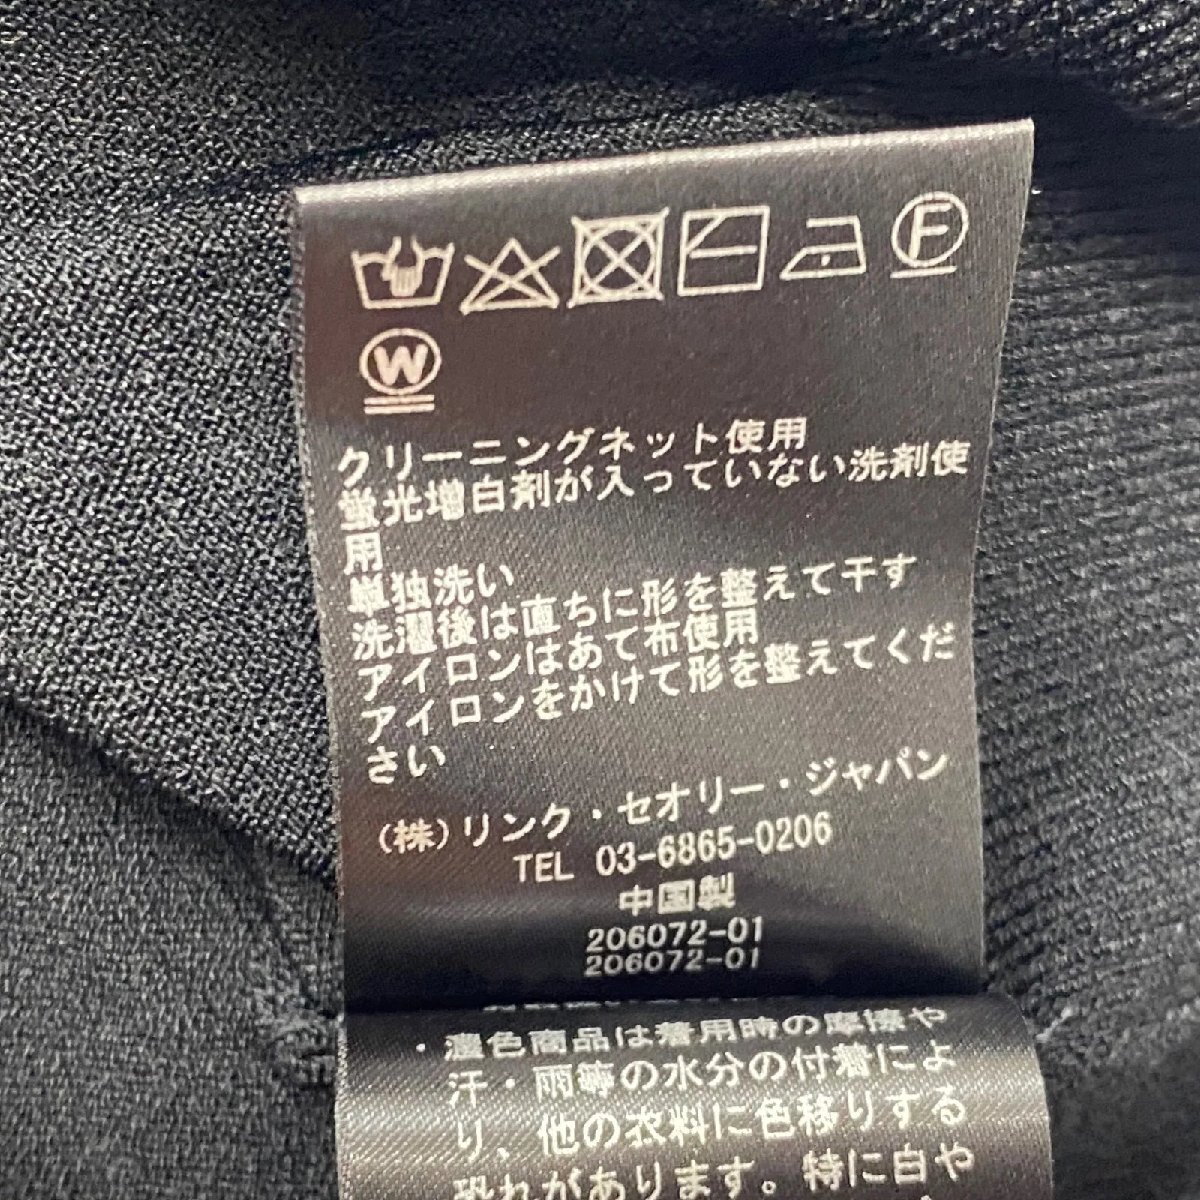 F
W
クリーニングネット使用
蛍光増白剤が入っていない洗剤使
用
単独洗い
洗濯後は直ちに形を整えて干す
アイロンはあて布使用
アイロンをかけて形を整えてくだ
さい
(株)リンク・セオリー・ジャパン
TEL 03-6865-0206
中国製
206072-01
206072-01
・濃色商品は着用時の摩擦や
汗・雨等の水分の付着によ
り、他の衣料に色移りする
恐れがあります。特に白や